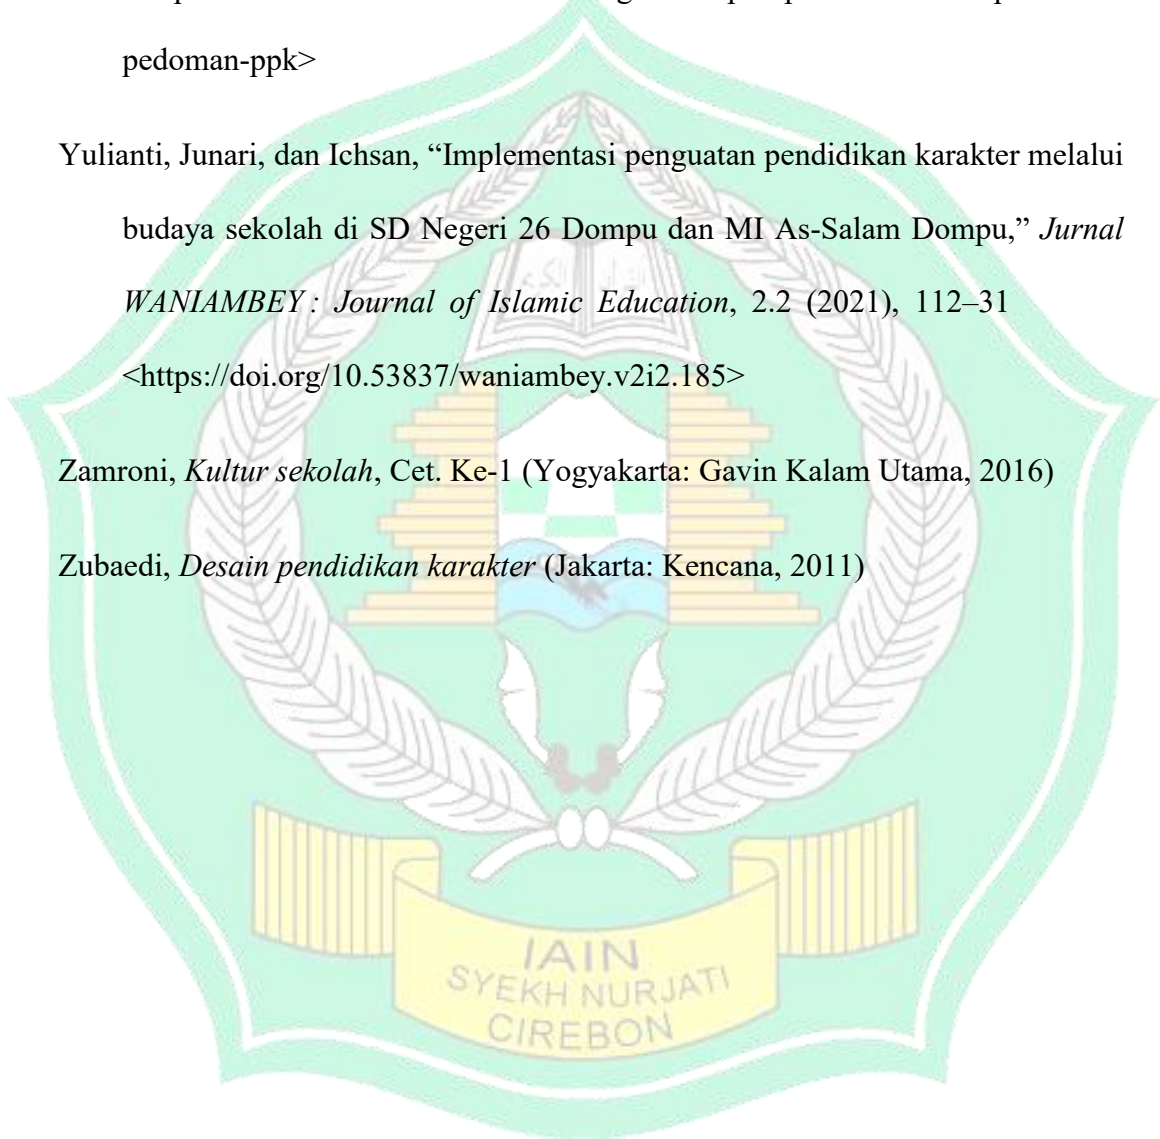 pedoman-ppk>
Yulianti, Junari, dan Ichsan, “Implementasi penguatan pendidikan karakter melalui
budaya sekolah di SD Negeri 26 Dompu dan MI As-Salam Dompu,” Jurnal
WANIAMBEY : Journal of Islamic Education, 2.2 (2021), 112–31
<https://doi.org/10.53837/waniambey.v2i2.185>
Zamroni, Kultur sekolah, Cet. Ke-1 (Yogyakarta: Gavin Kalam Utama, 2016)
Zubaedi, Desain pendidikan karakter (Jakarta: Kencana, 2011)
IAIN
SYEKH NURJATI
CIREBON